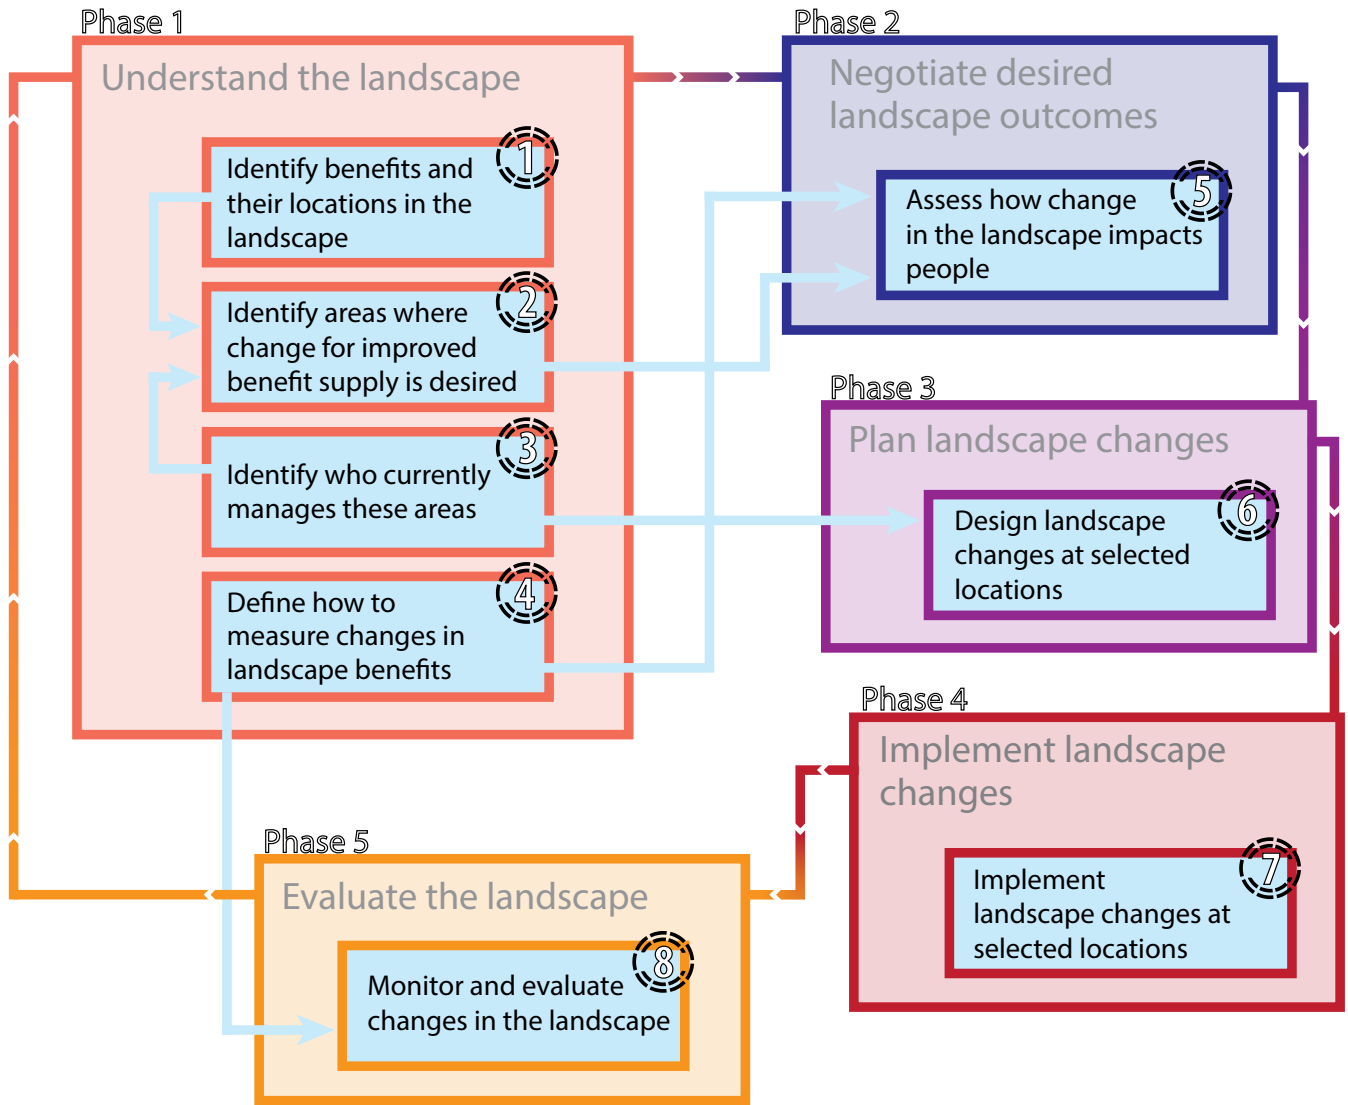 Phase 1
Understand the landscape
1
Identify benefits and
their locations in the
landscape
2
Identify areas where
change for improved
benefit supply is desired
3
Identify who currently
manages these areas
4
Define how to
measure changes in
landscape benefits
Phase 2
Negotiate desired
landscape outcomes
5
Assess how change
in the landscape impacts
people
Phase 3
Plan landscape changes
6
Design landscape
changes at selected
locations
Phase 4
Implement landscape
changes
7
Implement
landscape changes at
selected locations
Phase 5
Evaluate the landscape
8
Monitor and evaluate
changes in the landscape